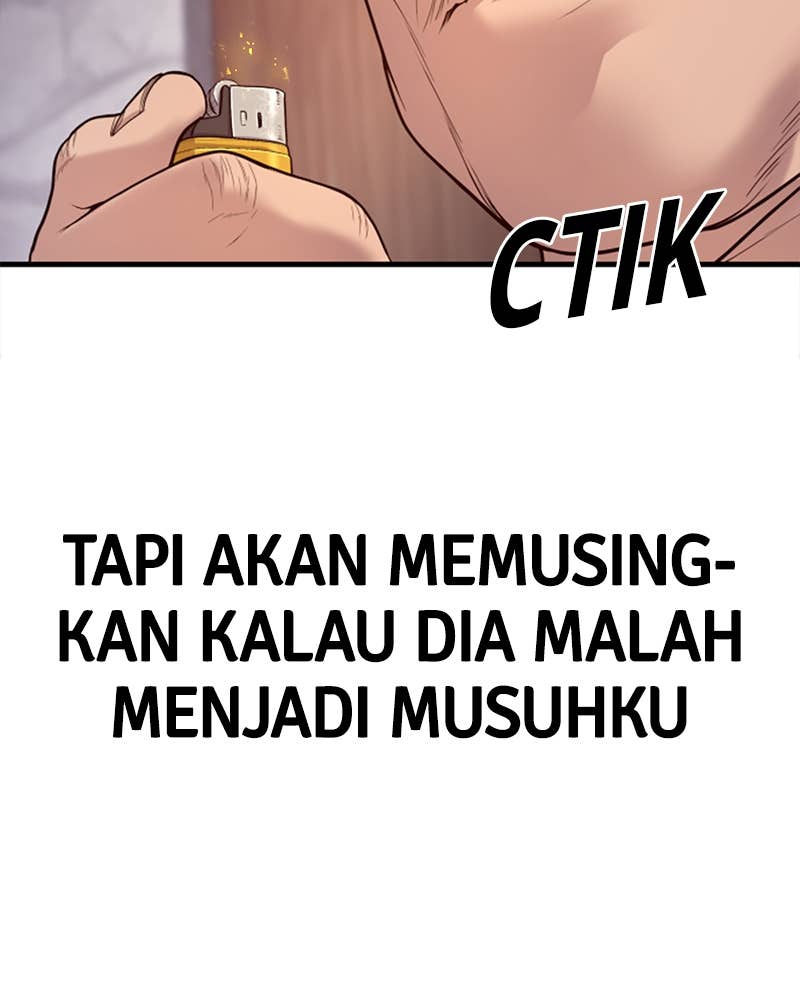 CTIK
TAPI AKAN MEMUSING-
KAN KALAU DIA MALAH
MENJADI MUSUHKU